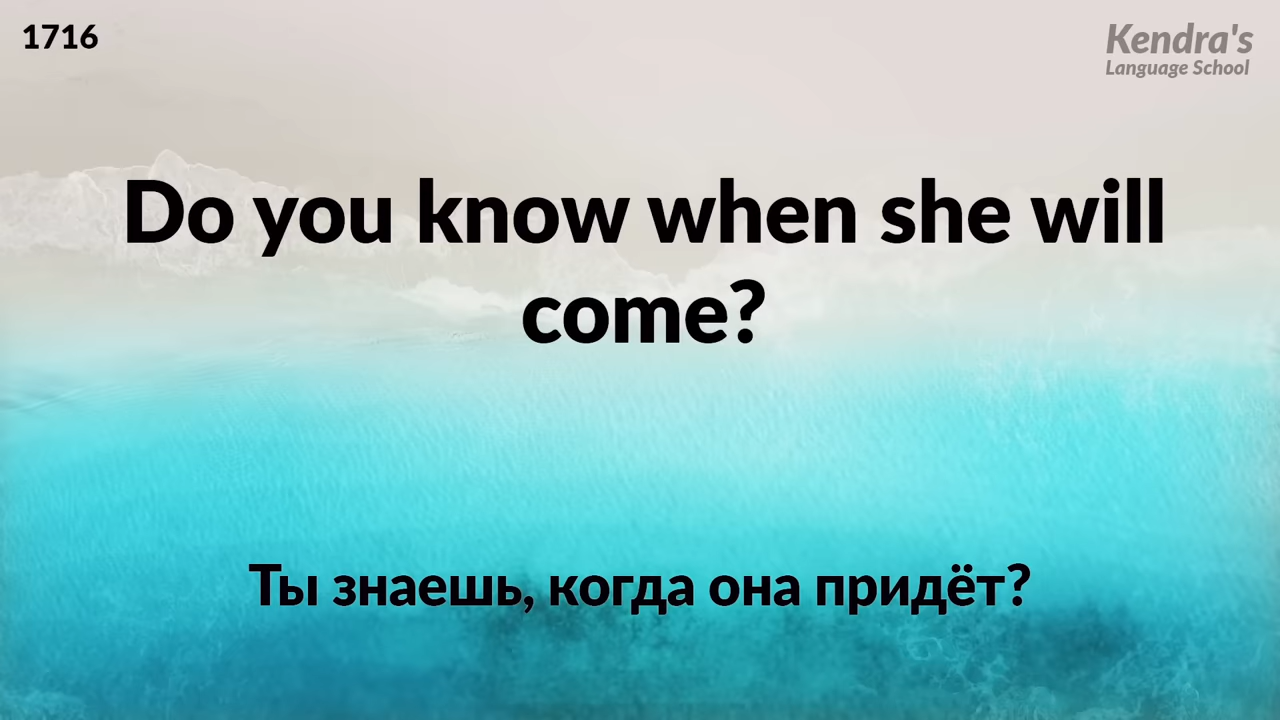 1716
Kendra's
Language School
Do you know when she will
come?
Ты знаешь, когда она придёт?